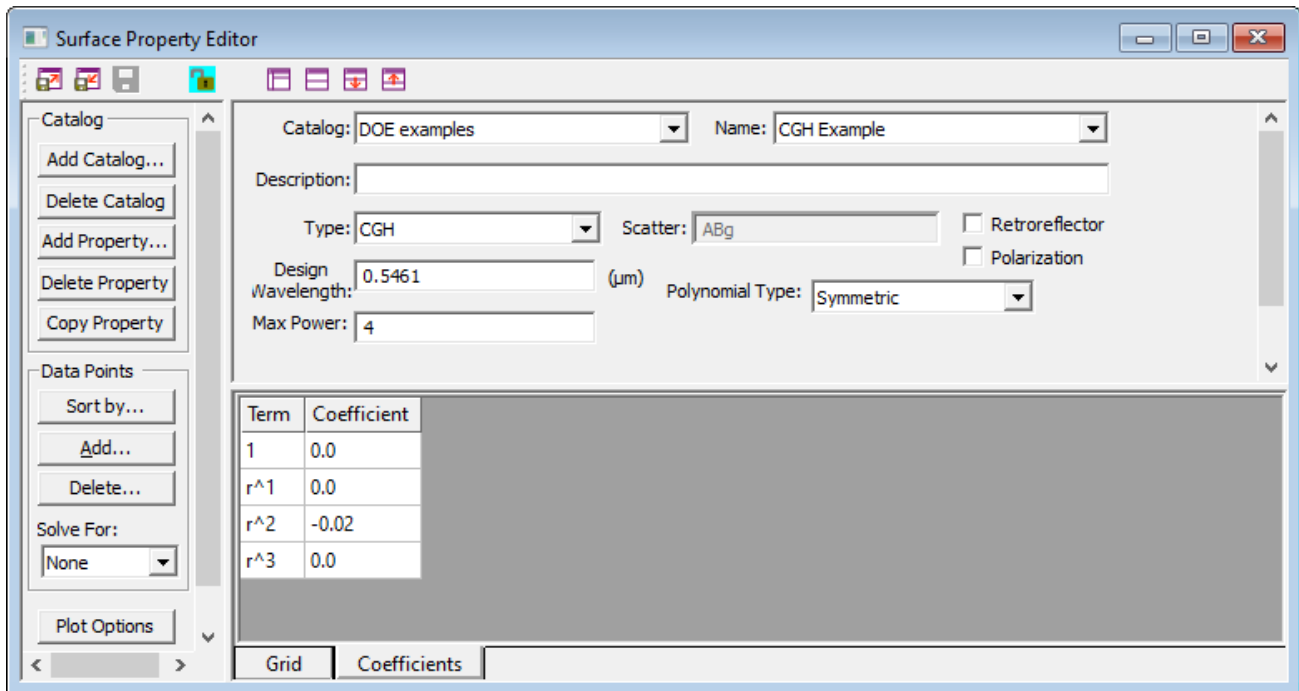 Surface Property Editor
Catalog
Add Catalog...
Delete Catalog
Add Property...
Delete Property
Copy Property
Data Points
Sort by...
Add...
Delete...
Solve For:
None
Plot Options
Catalog: DOE examples Name: CGH Example
Description:
Type: CGH Scatter: ABg Retroreflector
Polarization
Design
Wavelength: 0.5461 (µm) Polynomial Type: Symmetric
Max Power: 4
Term Coefficient
1 0.0
r^1 0.0
r^2 -0.02
r^3 0.0
Grid Coefficients